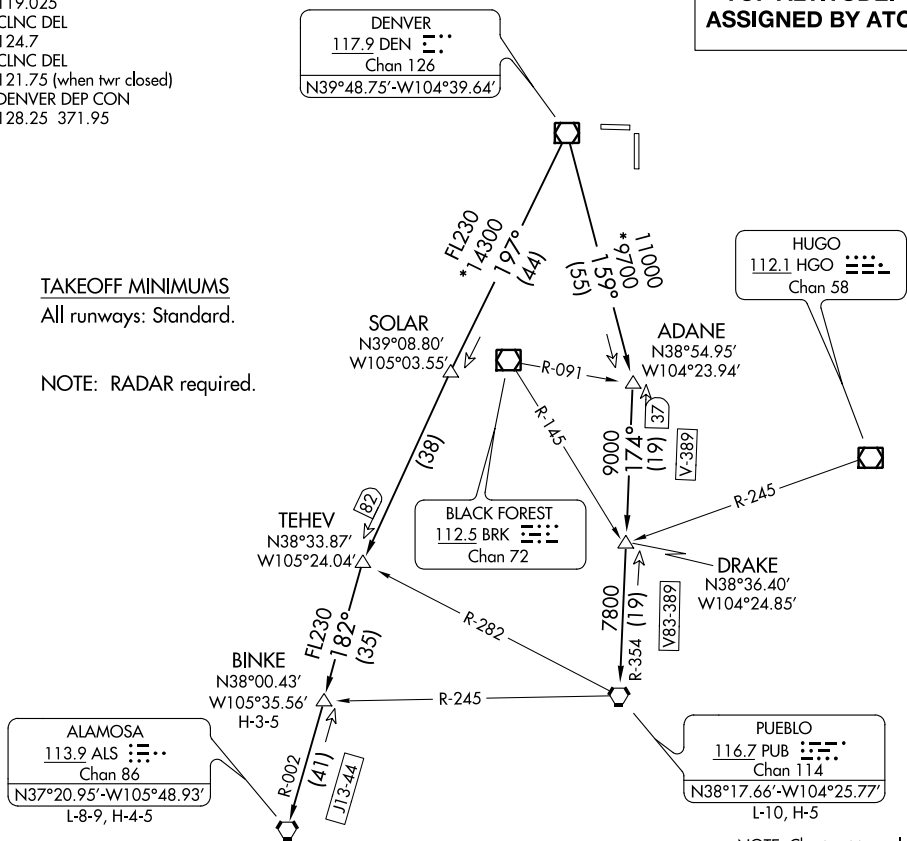 119.025
CLNC DEL
124.7
CLNC DEL
121.75 (when twr closed)
DENVER DEP CON
128.25 371.95
ASSIGNED BY ATC
DENVER
117.9 DEN
Chan 126
N39°48.75'-W104°39.64'
FL230
*14300
197°
(44)
11000
*9700
159°
(55)
HUGO
112.1 HGO
Chan 58
TAKEOFF MINIMUMS
All runways: Standard.
NOTE: RADAR required.
SOLAR
N39°08.80'
W105°03.55'
ADANE
N38°54.95'
W104°23.94'
R-091
R-145
37
9000
174°
(19)
V-389
R-245
(38)
82
BLACK FOREST
112.5 BRK
Chan 72
TEHEV
N38°33.87'
W105°24.04'
DRAKE
N38°36.40'
W104°24.85'
R-282
7800
(19)
R-354
V83-389
FL230
182°
(35)
BINKE
N38°00.43'
W105°35.56'
H-3-5
R-245
ALAMOSA
113.9 ALS
Chan 86
N37°20.95'-W105°48.93'
L-8-9, H-4-5
R-002
(41)
J13-44
PUEBLO
116.7 PUB
Chan 114
N38°17.66'-W104°25.77'
L-10, H-5